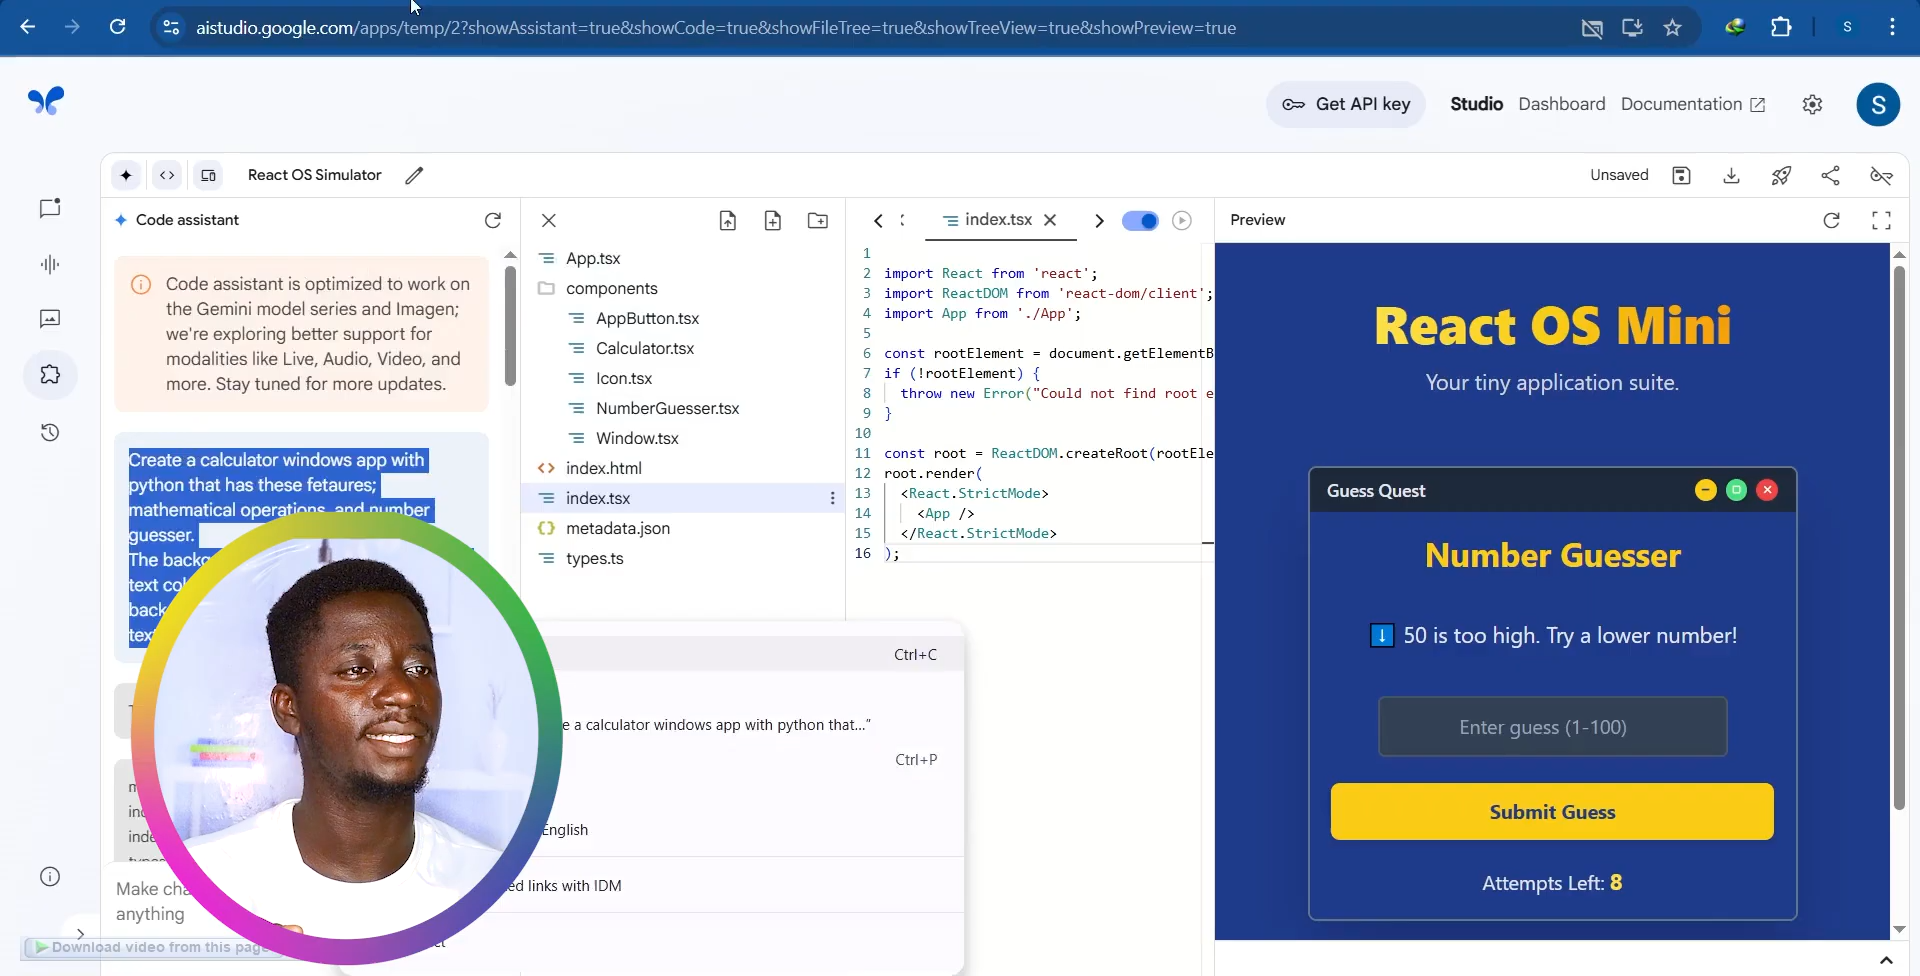 aistudio.google.com/apps/temp/2?showAssistant=true&showCode=true&showFileTree=true&showTreeView=true&showPreview=true
S
Get API key
Studio
Dashboard
Documentation
S
React OS Simulator
Unsaved
Code assistant
Code assistant is optimized to work on
the Gemini model series and Imagen;
we're exploring better support for
modalities like Live, Audio, Video, and
more. Stay tuned for more updates.
Create a calculator windows app with
python that has these fetaures;
mathematical operations, and number
guesser.
The
text
Make
anything
Download video from this page
App.tsx
components
AppButton.tsx
Calculator.tsx
Icon.tsx
NumberGuesser.tsx
Window.tsx
index.html
index.tsx
metadata.json
types.ts
index.tsx
1
2 import React from 'react';
3 import ReactDOM from 'react-dom/client';
4 import App from './App';
5
6 const rootElement = document.getElementB
7 if (!rootElement) {
8 throw new Error("Could not find root e
9 }
10
11 const root = ReactDOM.createRoot(rootEle
12 root.render(
13 <React.StrictMode>
14 <App />
15 </React.StrictMode>
16 );
Ctrl+C
a calculator windows app with python that..."
Ctrl+P
English
links with IDM
Preview
React OS Mini
Your tiny application suite.
Guess Quest
Number Guesser
50 is too high. Try a lower number!
Enter guess (1-100)
Submit Guess
Attempts Left: 8